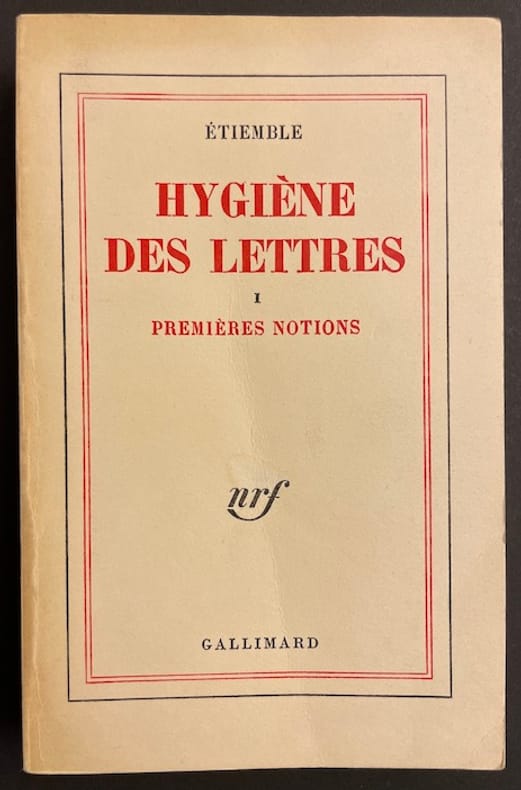 ÉTIEMBLE
HYGIÈNE
DES LETTRES
I
PREMIÈRES NOTIONS
nrf
GALLIMARD